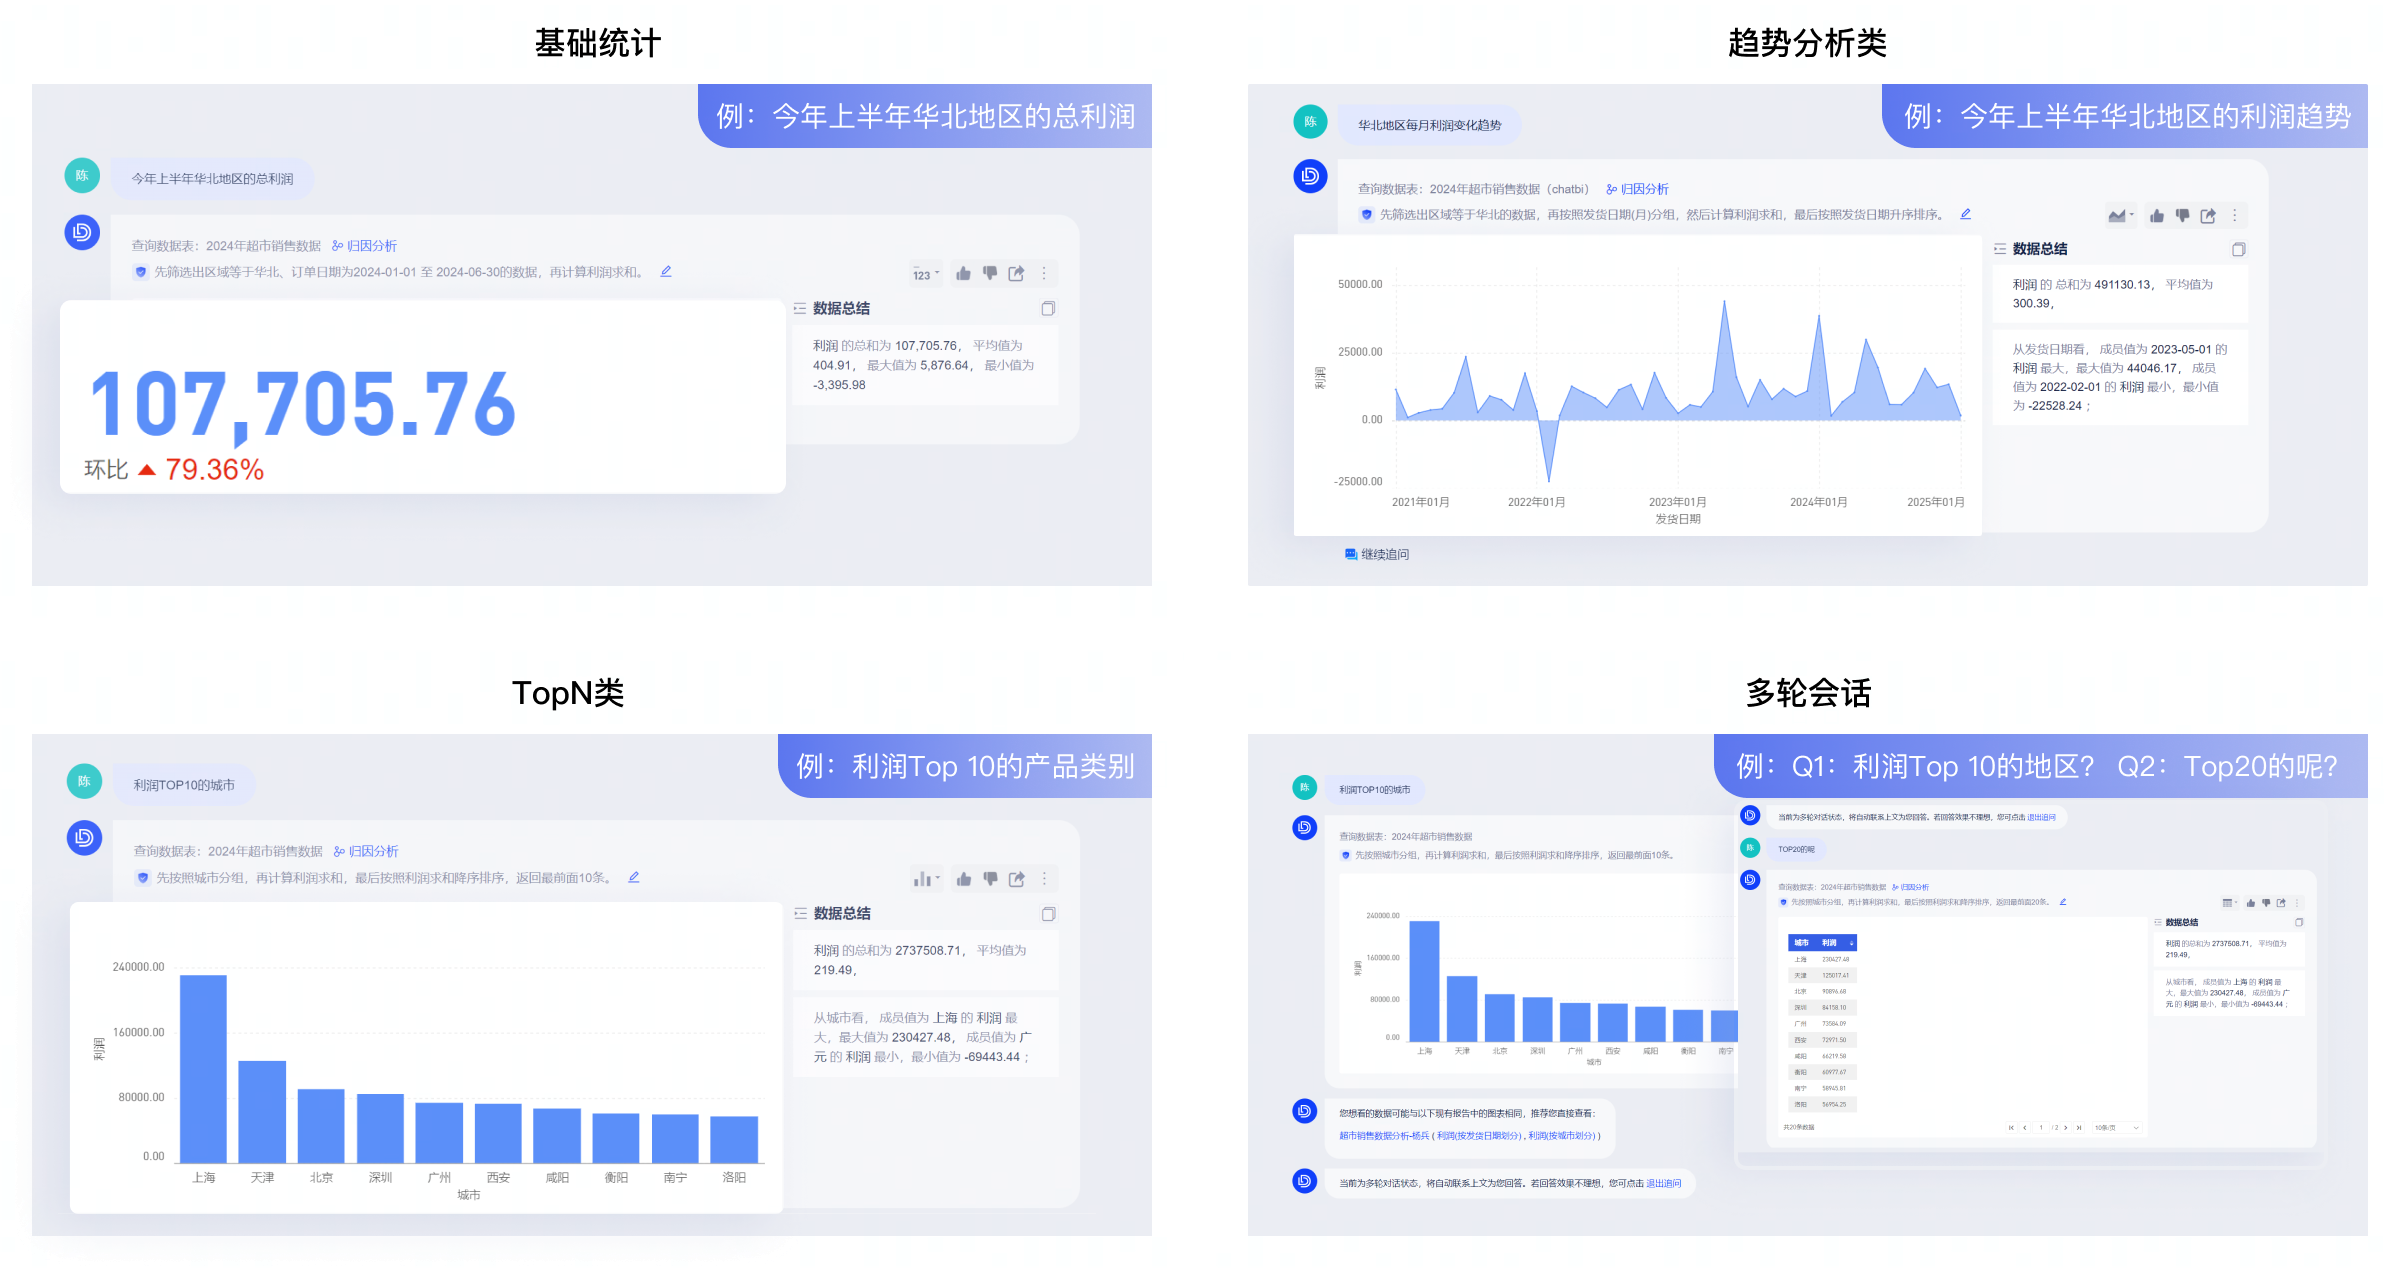 基础统计
例：今年上半年华北地区的总利润
陈
今年上半年华北地区的总利润
查询数据表：2024年超市销售数据 归因分析
先筛选出区域等于华北、订单日期为2024-01-01 至 2024-06-30的数据，再计算利润求和。
123
107,705.76
环比 79.36%
数据总结
利润 的总和为 107,705.76， 平均值为
404.91， 最大值为 5,876.64， 最小值为
-3,395.98
趋势分析类
例：今年上半年华北地区的利润趋势
陈
华北地区每月利润变化趋势
查询数据表：2024年超市销售数据（chatbi） 归因分析
先筛选出区域等于华北的数据，再按照发货日期(月)分组，然后计算利润求和，最后按照发货日期升序排序。
50000.00
25000.00
0.00
-25000.00
利润
2021年01月 2022年01月 2023年01月 2024年01月 2025年01月
发货日期
数据总结
利润 的 总和为 491130.13， 平均值为
300.39，
从发货日期看， 成员值为 2023-05-01 的
利润 最大，最大值为 44046.17， 成员
值为 2022-02-01 的 利润 最小，最小值
为 -22528.24 ；
继续追问
TopN类
例：利润Top 10的产品类别
陈
利润TOP10的城市
查询数据表：2024年超市销售数据 归因分析
先按照城市分组，再计算利润求和，最后按照利润求和降序排序，返回最前面10条。
240000.00
160000.00
80000.00
0.00
利润
上海 天津 北京 深圳 广州 西安 咸阳 衡阳 南宁 洛阳
城市
数据总结
利润 的总和为 2737508.71， 平均值为
219.49，
从城市看， 成员值为 上海 的 利润 最
大，最大值为 230427.48， 成员值为 广
元 的 利润 最小，最小值为 -69443.44 ；
多轮会话
例：Q1：利润Top 10的地区？ Q2：Top20的呢？
陈
利润TOP10的城市
查询数据表：2024年超市销售数据
先按照城市分组，再计算利润求和，最后按照利润求和降序排序，返回最前面10条。
240000.00
160000.00
80000.00
0.00
利润
上海 天津 北京 深圳 广州 西安 咸阳 衡阳 南宁
城市
您想看的数据可能与以下现有报告中的图表相同，推荐您直接查看：
超市销售数据分析-杨兵 ( 利润(按发货日期划分) , 利润(按城市划分) )
当前为多轮对话状态，将自动联系上文为您回答。若回答效果不理想，您可点击 退出追问
当前为多轮对话状态，将自动联系上文为您回答。若回答效果不理想，您可点击 退出追问
陈
TOP20的呢
查询数据表：2024年超市销售数据 归因分析
先按照城市分组，再计算利润求和，最后按照利润求和降序排序，返回最前面20条。
城市 利润
上海 230427.48
天津 125017.41
北京 90896.68
深圳 84158.10
广州 73584.09
西安 72971.50
咸阳 66219.58
衡阳 60977.67
南宁 58945.81
洛阳 56954.25
共20条数据
1 / 2 10条/页
数据总结
利润 的总和为 2737508.71， 平均值为
219.49，
从城市看， 成员值为 上海 的 利润 最
大，最大值为 230427.48， 成员值为 广
元 的 利润 最小，最小值为 -69443.44 ；